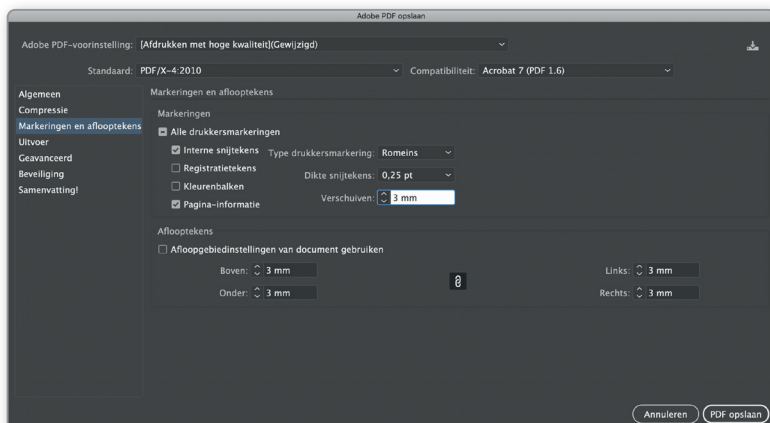 Adobe PDF opslaan
Adobe PDF-voorinstelling: [Afdrukken met hoge kwaliteit](Gewijzigd)
Standaard: PDF/X-4:2010 Compatibiliteit: Acrobat 7 (PDF 1.6)
Algemeen
Compressie
Markeringen en aflooptekens
Uitvoer
Geavanceerd
Beveiliging
Samenvatting!
Markeringen en aflooptekens
Markeringen
Alle drukkersmarkeringen
Interne snijtekens Type drukkersmarkering: Romeins
Registratietekens Dikte snijtekens: 0,25 pt
Kleurenbalken
Verschuiven: 3 mm
Pagina-informatie
Aflooptekens
Afloopgebiedinstellingen van document gebruiken
Boven: 3 mm Links: 3 mm
Onder: 3 mm Rechts: 3 mm
Annuleren PDF opslaan